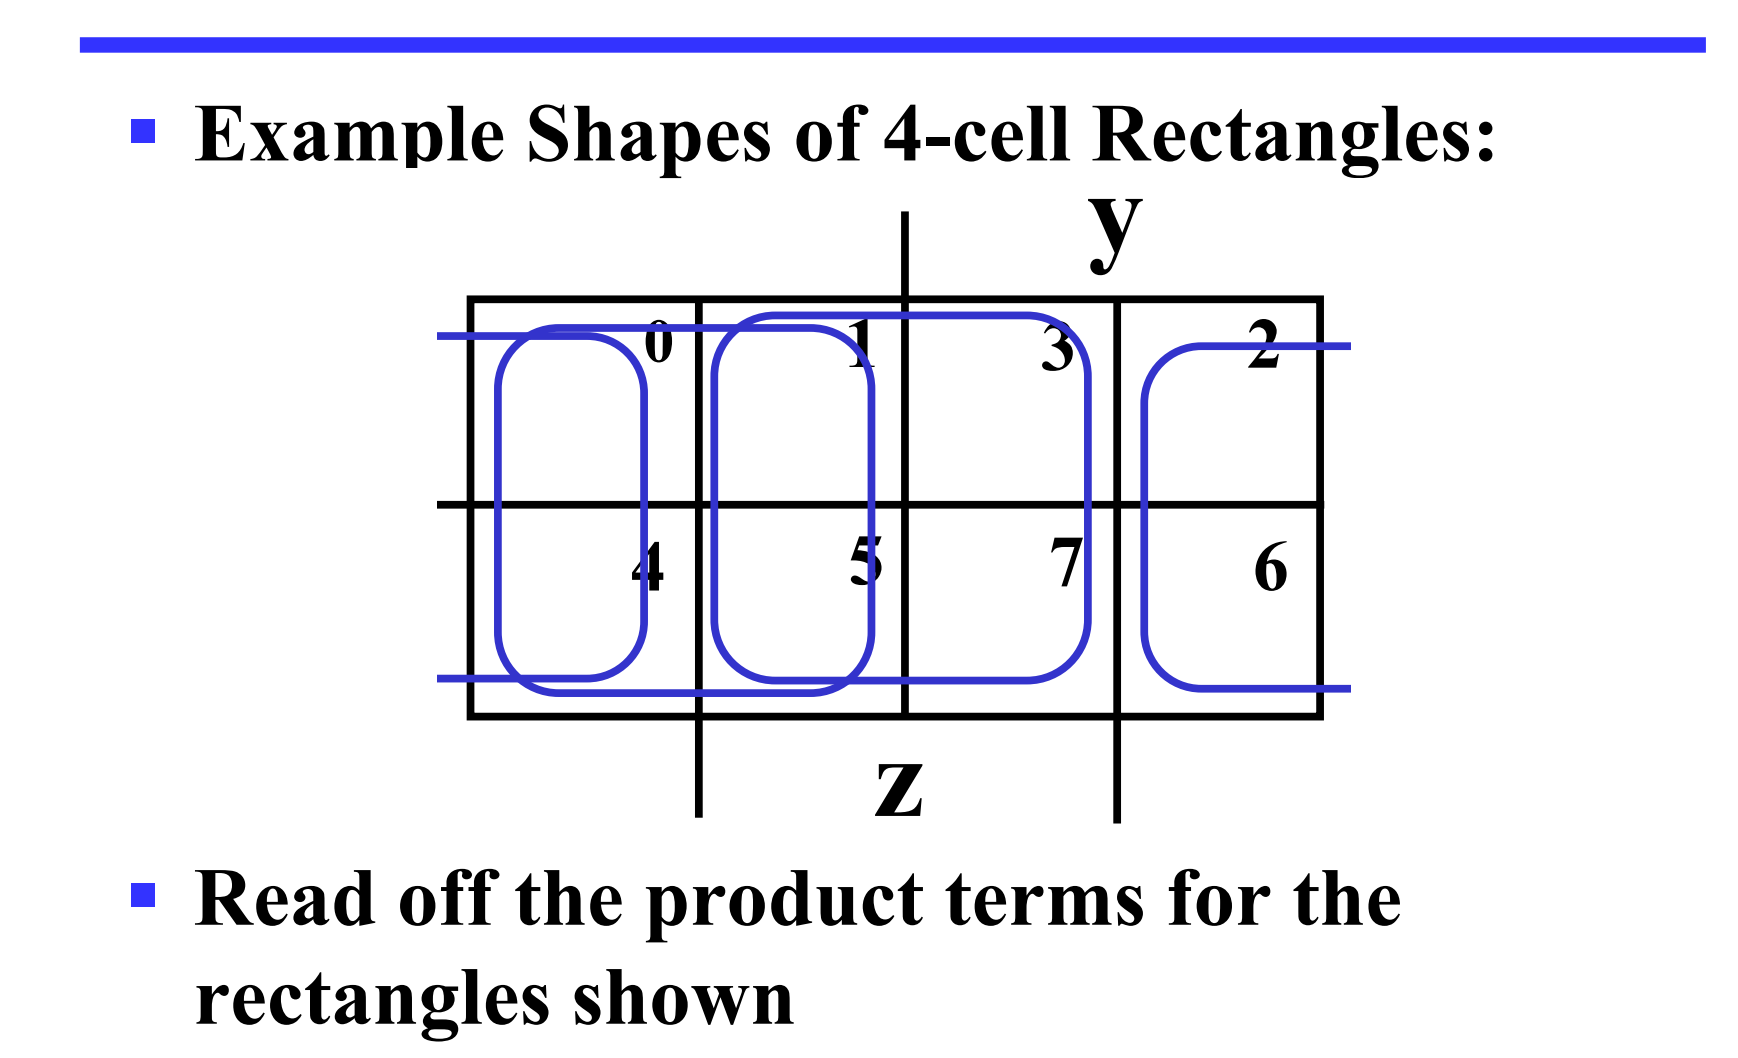 Example Shapes of 4-cell Rectangles:
y
0 1 3 2
4 5 7 6
z
Read off the product terms for the
rectangles shown